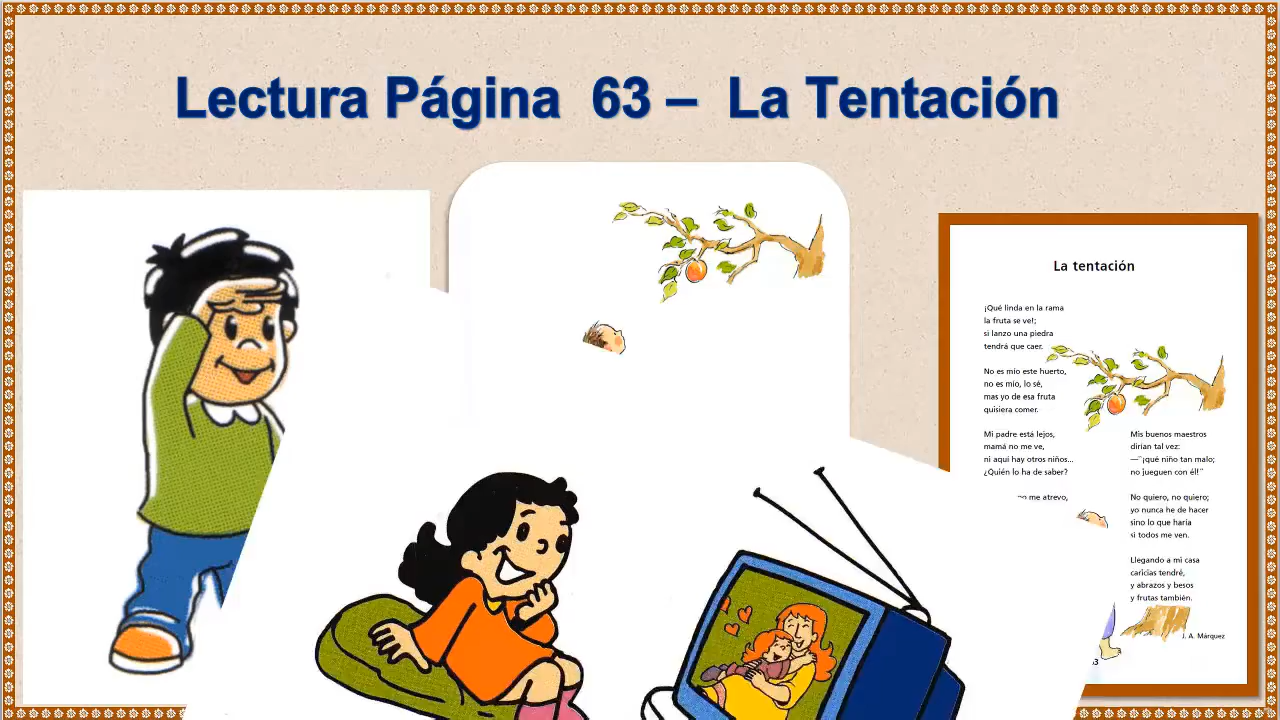 Lectura Página 63 – La Tentación
La tentación
¡Qué linda en la rama
la fruta se ve!;
si lanzo una piedra
tendrá que caer.
No es mío este huerto,
no es mío, lo sé,
mas yo de esa fruta
quisiera comer.
Mi padre está lejos,
mamá no me ve,
ni aquí hay otros niños...
¿Quién lo ha de saber?
no me atrevo,
Mis buenos maestros
dirían tal vez:
—"¡qué niño tan malo;
no jueguen con él!"
No quiero, no quiero;
yo nunca he de hacer
sino lo que haría
si todos me ven.
Llegando a mi casa
caricias tendré,
y abrazos y besos
y frutas también.
J. A. Márquez